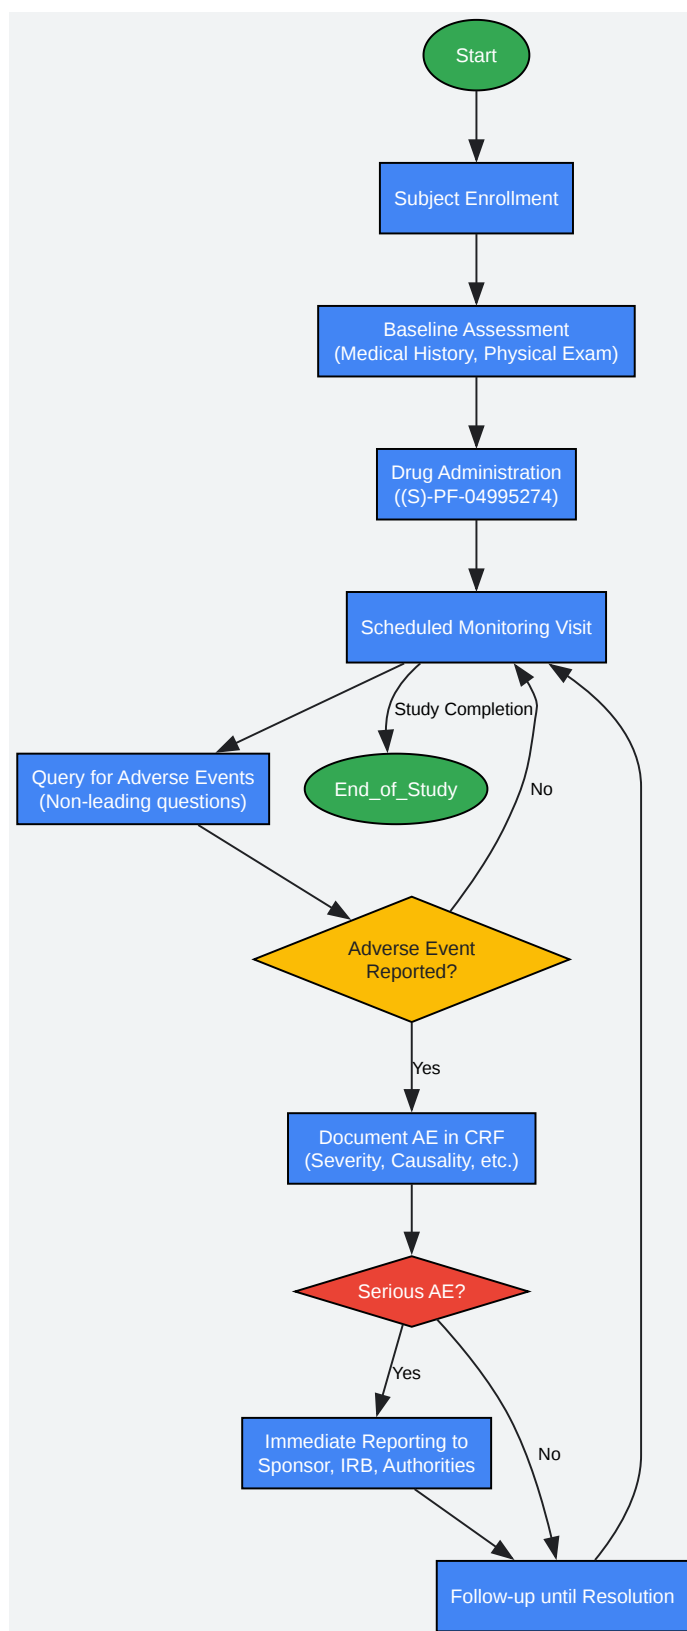 Start
Subject Enrollment
Baseline Assessment
(Medical History, Physical Exam)
Drug Administration
((S)-PF-04995274)
Scheduled Monitoring Visit
Study Completion
Query for Adverse Events
(Non-leading questions)
End_of_Study
No
Adverse Event
Reported?
Yes
Document AE in CRF
(Severity, Causality, etc.)
Serious AE?
Yes
Immediate Reporting to
Sponsor, IRB, Authorities
No
Follow-up until Resolution